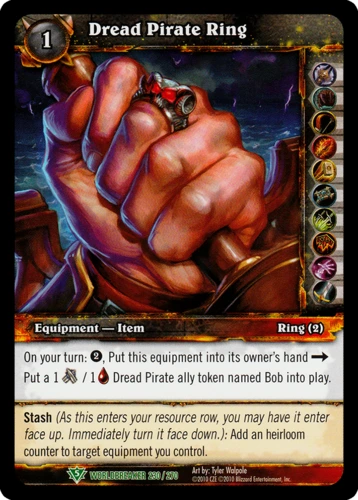 1
Dread Pirate Ring
Equipment — Item
Ring (2)
On your turn: 2, Put this equipment into its owner's hand →
Put a 1 / 1 Dread Pirate ally token named Bob into play.
Stash (As this enters your resource row, you may have it enter
face up. Immediately turn it face down.): Add an heirloom
counter to target equipment you control.
5
WORLDBREAKER 230 / 270
Art by: Tyler Walpole
©2010 CZE ©2010 Blizzard Entertainment, Inc.